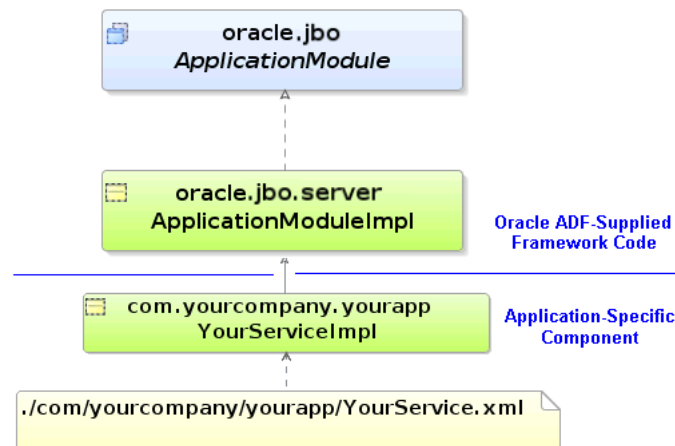 oracle.jbo
ApplicationModule
oracle.jbo.server
ApplicationModuleImpl
Oracle ADF-Supplied
Framework Code
com.yourcompany.yourapp
YourServiceImpl
Application-Specific
Component
./com/yourcompany/yourapp/YourService.xml